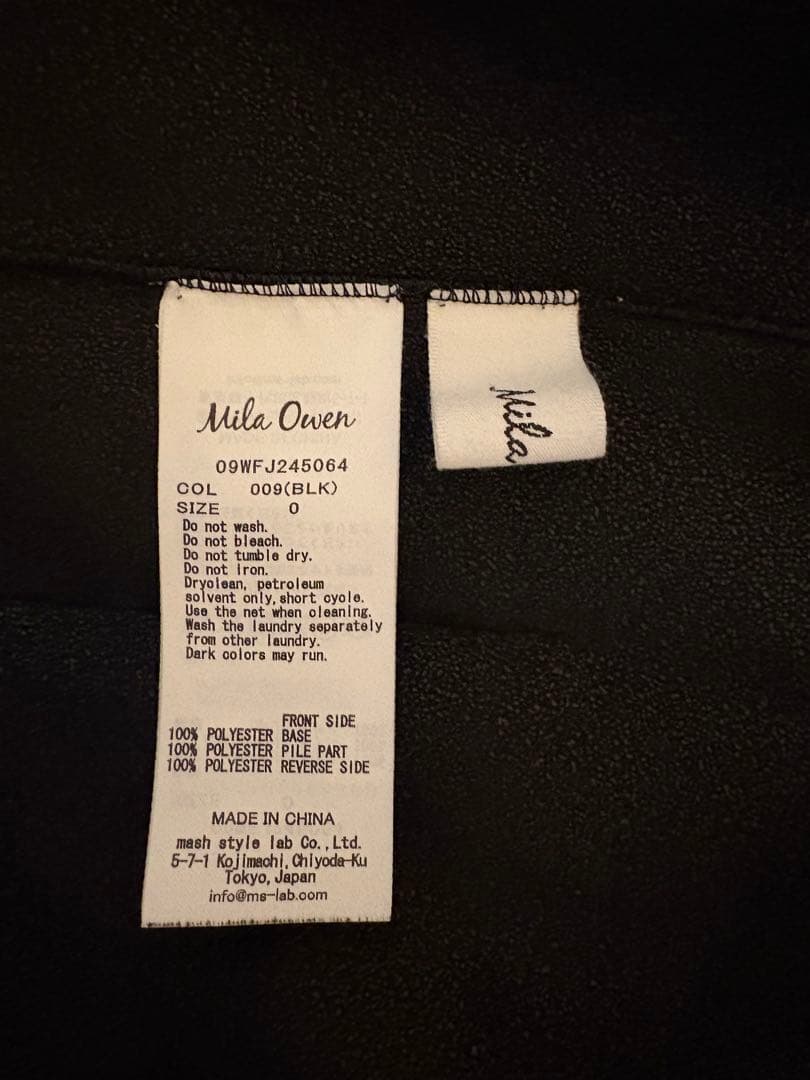 Mila Owen
09WFJ245064
COL 009(BLK)
SIZE 0
Do not wash.
Do not bleach.
Do not tumble dry.
Do not iron.
Dryclean, petroleum
solvent only, short cycle.
Use the net when cleaning.
Wash the laundry separately
from other laundry.
Dark colors may run.
FRONT SIDE
100% POLYESTER BASE
100% POLYESTER PILE PART
100% POLYESTER REVERSE SIDE
MADE IN CHINA
mash style lab Co.,Ltd.
5-7-1 Kojimachi, Chiyoda-Ku
Tokyo, Japan
info@ms-lab.com
Mila